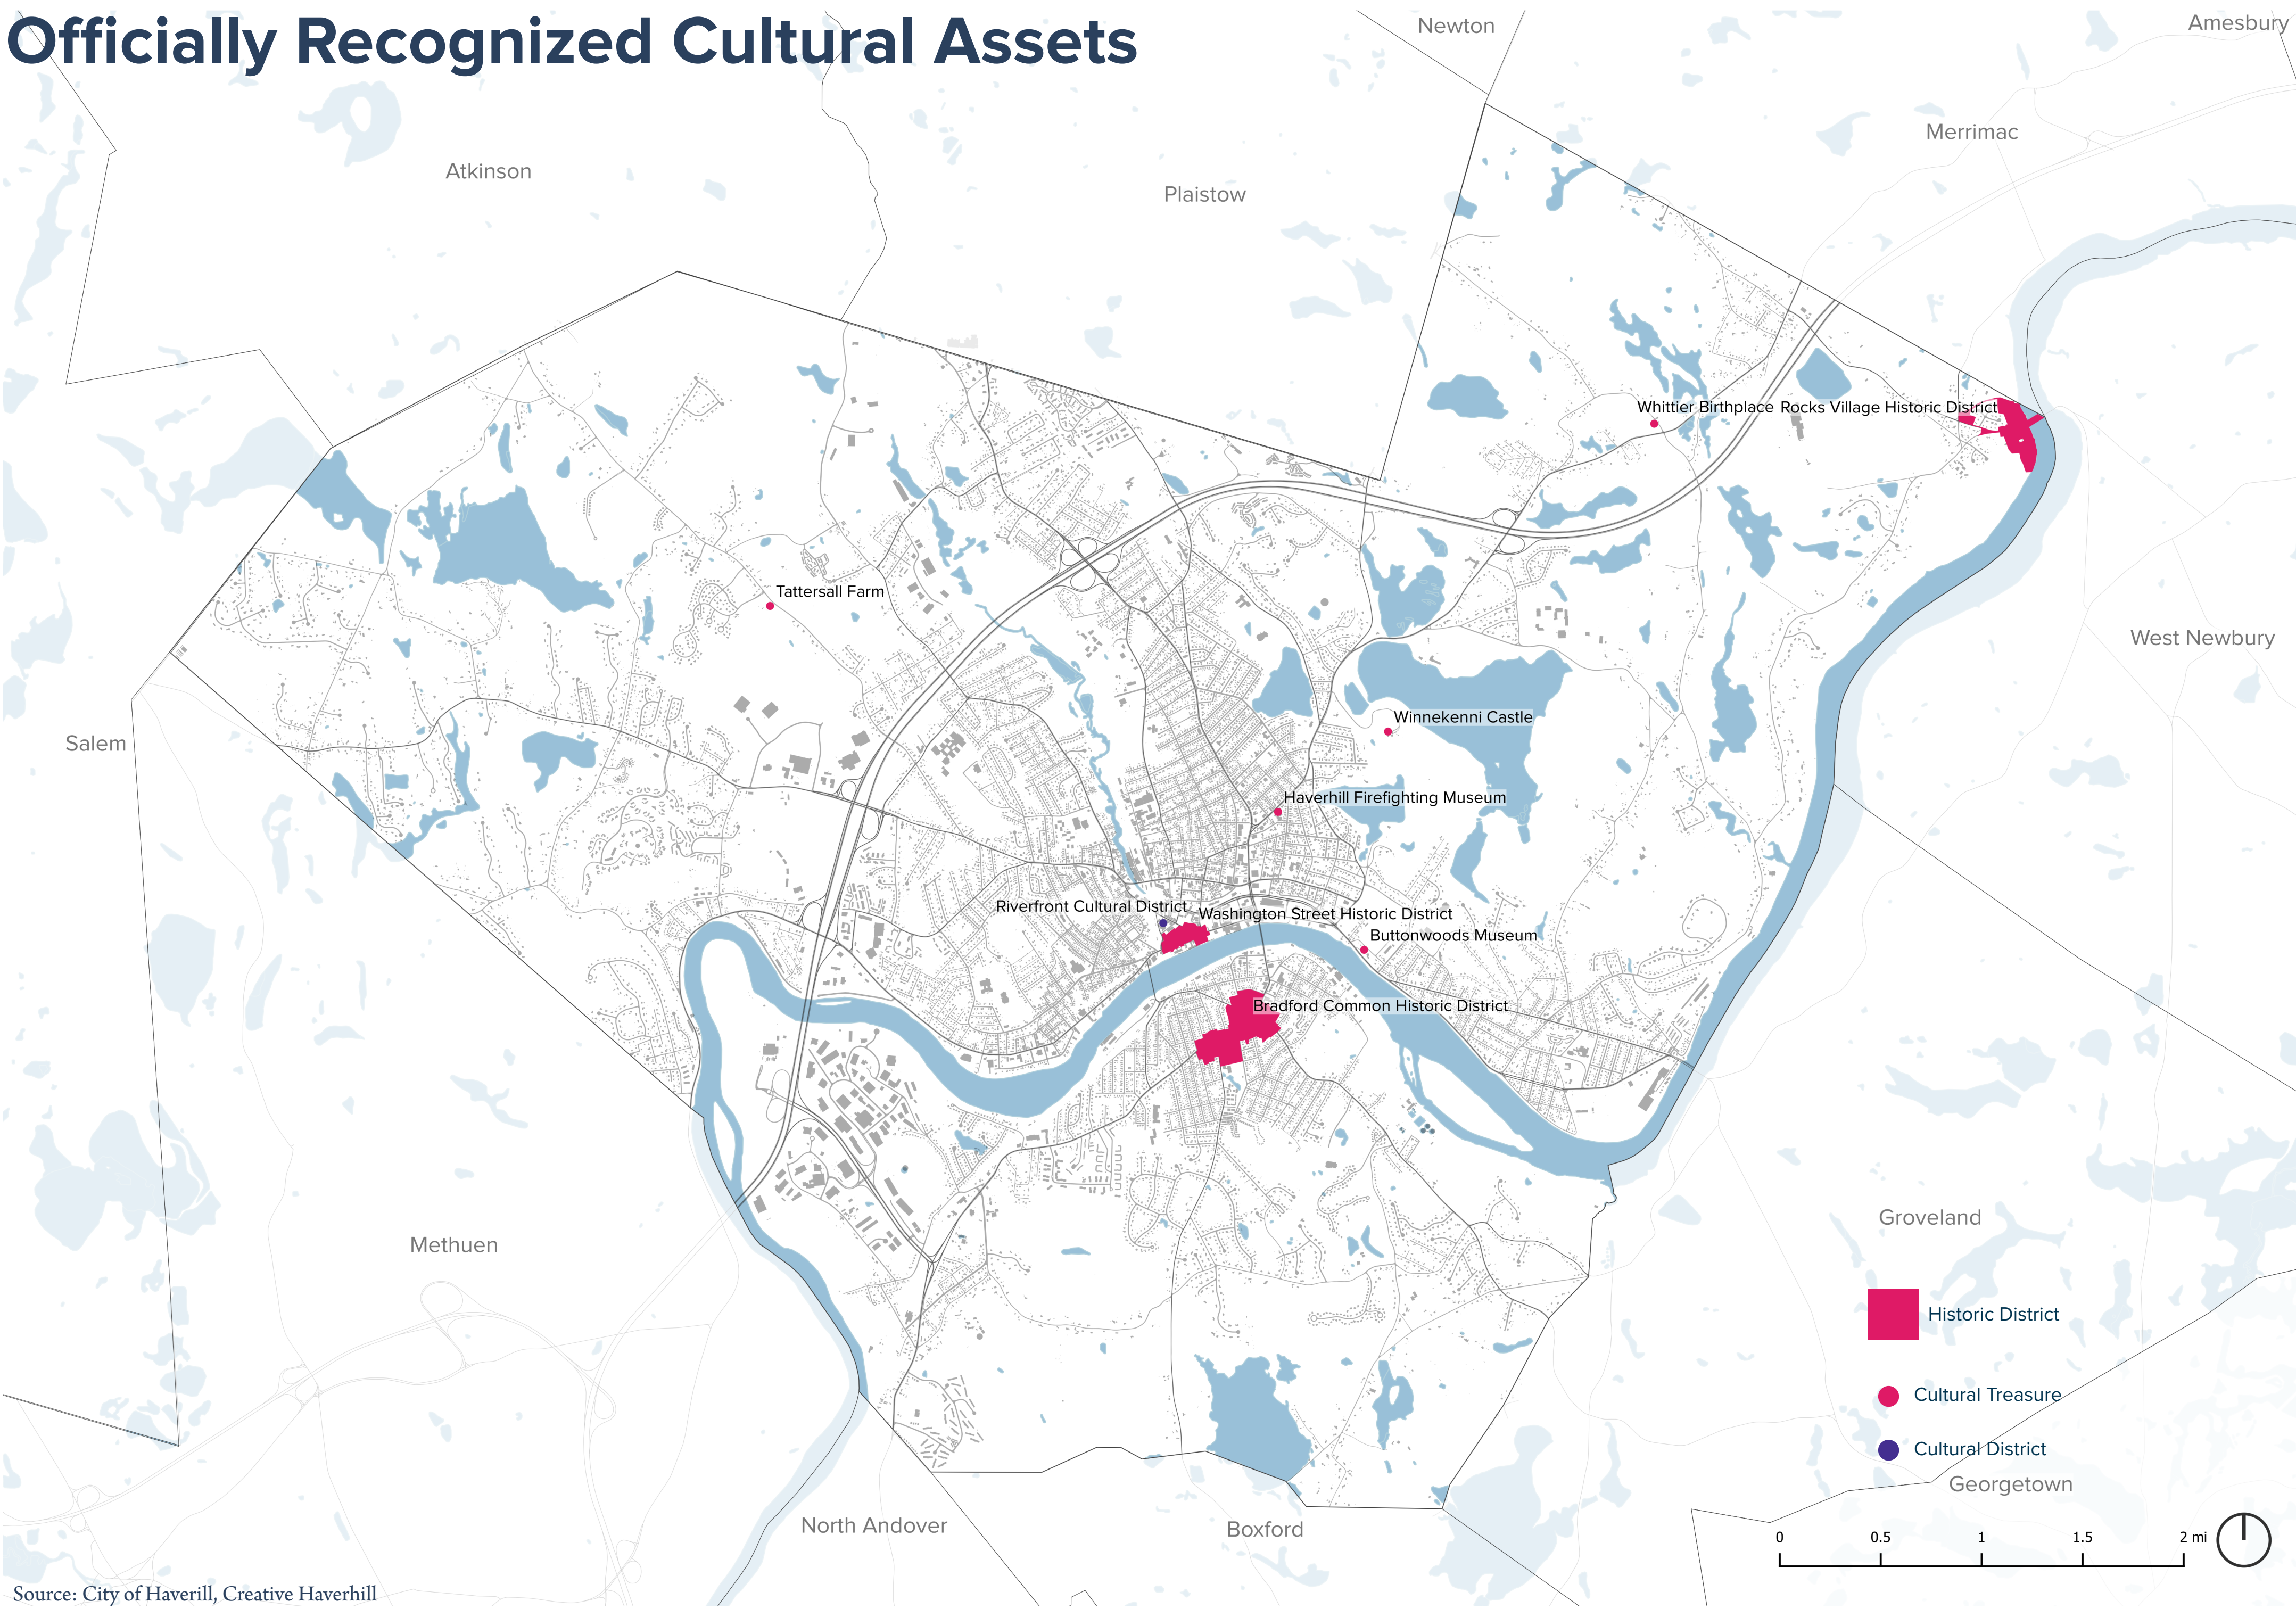 Officially Recognized Cultural Assets
Newton
Amesbury
Merrimac
Atkinson
Plaistow
Whittier Birthplace
Rocks Village Historic District
Tattersall Farm
West Newbury
Winnekenni Castle
Salem
Haverhill Firefighting Museum
Riverfront Cultural District
Washington Street Historic District
Buttonwoods Museum
Bradford Common Historic District
Groveland
Methuen
Historic District
Cultural Treasure
Cultural District
Georgetown
North Andover
Boxford
0 0.5 1 1.5 2 mi
Source: City of Haverill, Creative Haverhill